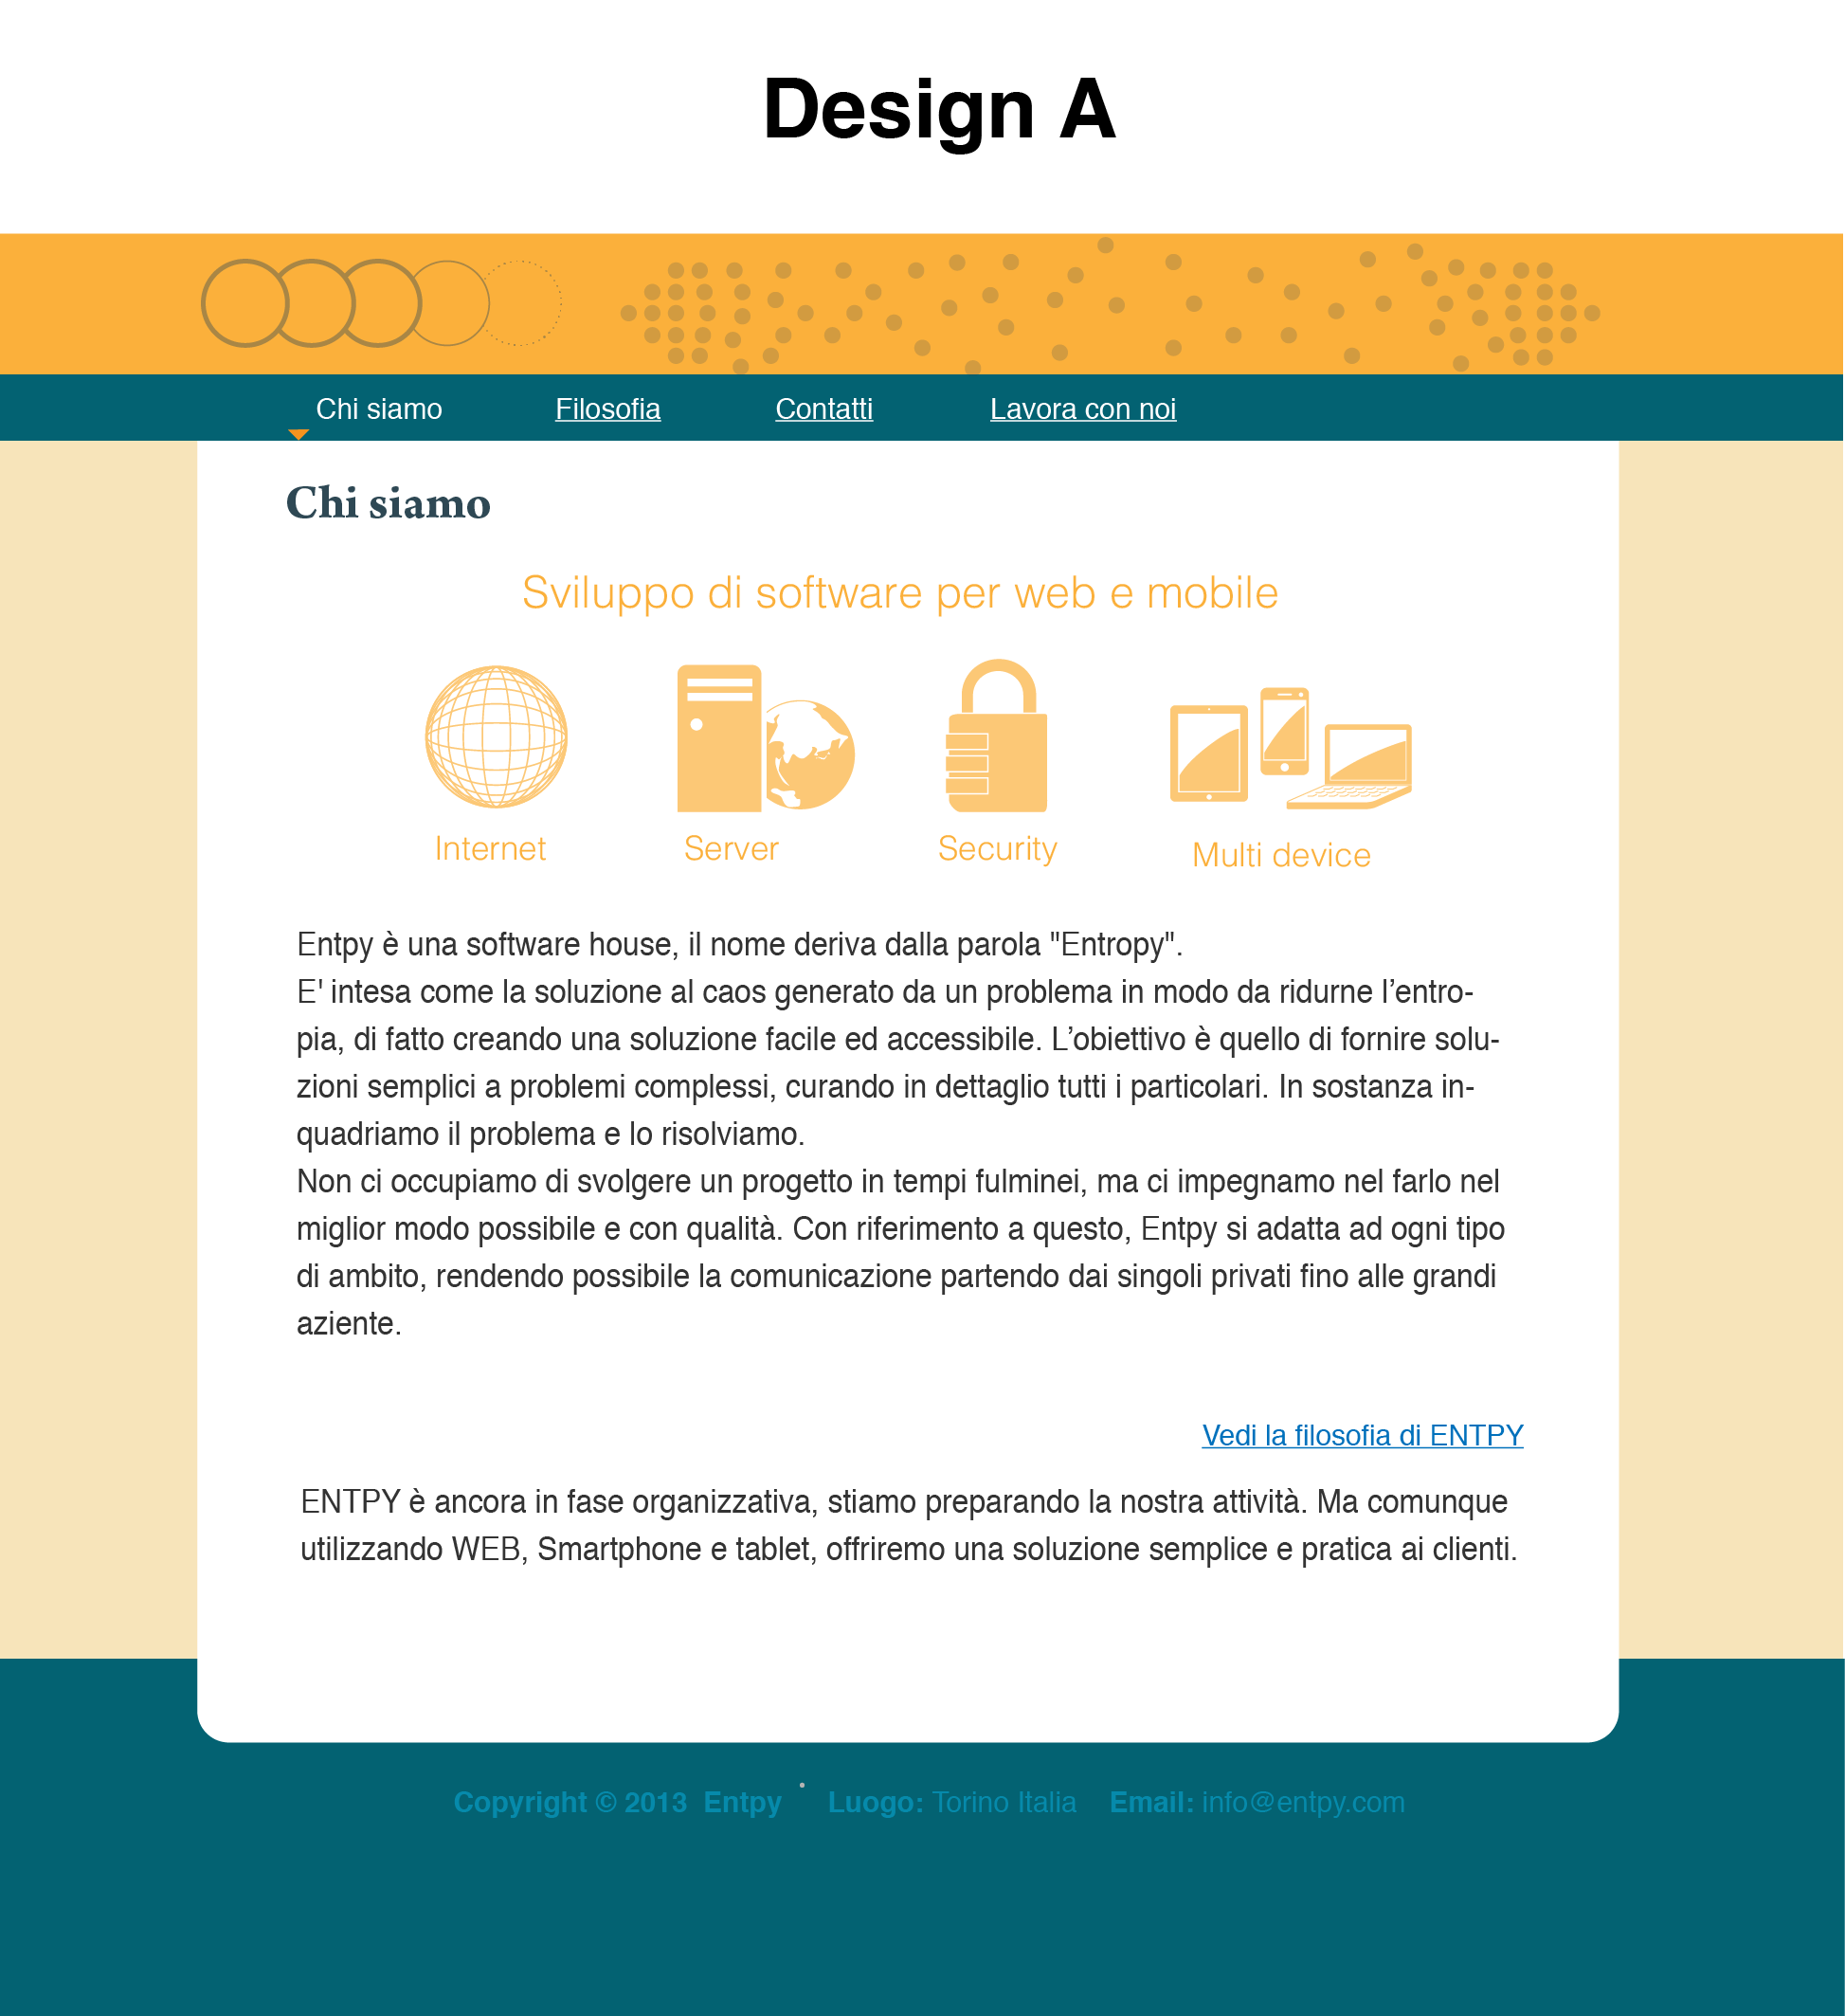 Design A
Chi siamo Filosofia Contatti Lavora con noi
Chi siamo
Sviluppo di software per web e mobile
Internet Server Security Multi device
Entpy è una software house, il nome deriva dalla parola "Entropy".
E' intesa come la soluzione al caos generato da un problema in modo da ridurne l’entro-
pia, di fatto creando una soluzione facile ed accessibile. L’obiettivo è quello di fornire solu-
zioni semplici a problemi complessi, curando in dettaglio tutti i particolari. In sostanza in-
quadriamo il problema e lo risolviamo.
Non ci occupiamo di svolgere un progetto in tempi fulminei, ma ci impegnamo nel farlo nel
miglior modo possibile e con qualità. Con riferimento a questo, Entpy si adatta ad ogni tipo
di ambito, rendendo possibile la comunicazione partendo dai singoli privati fino alle grandi
aziente.
Vedi la filosofia di ENTPY
ENTPY è ancora in fase organizzativa, stiamo preparando la nostra attività. Ma comunque
utilizzando WEB, Smartphone e tablet, offriremo una soluzione semplice e pratica ai clienti.
Copyright © 2013 Entpy • Luogo: Torino Italia Email: info@entpy.com